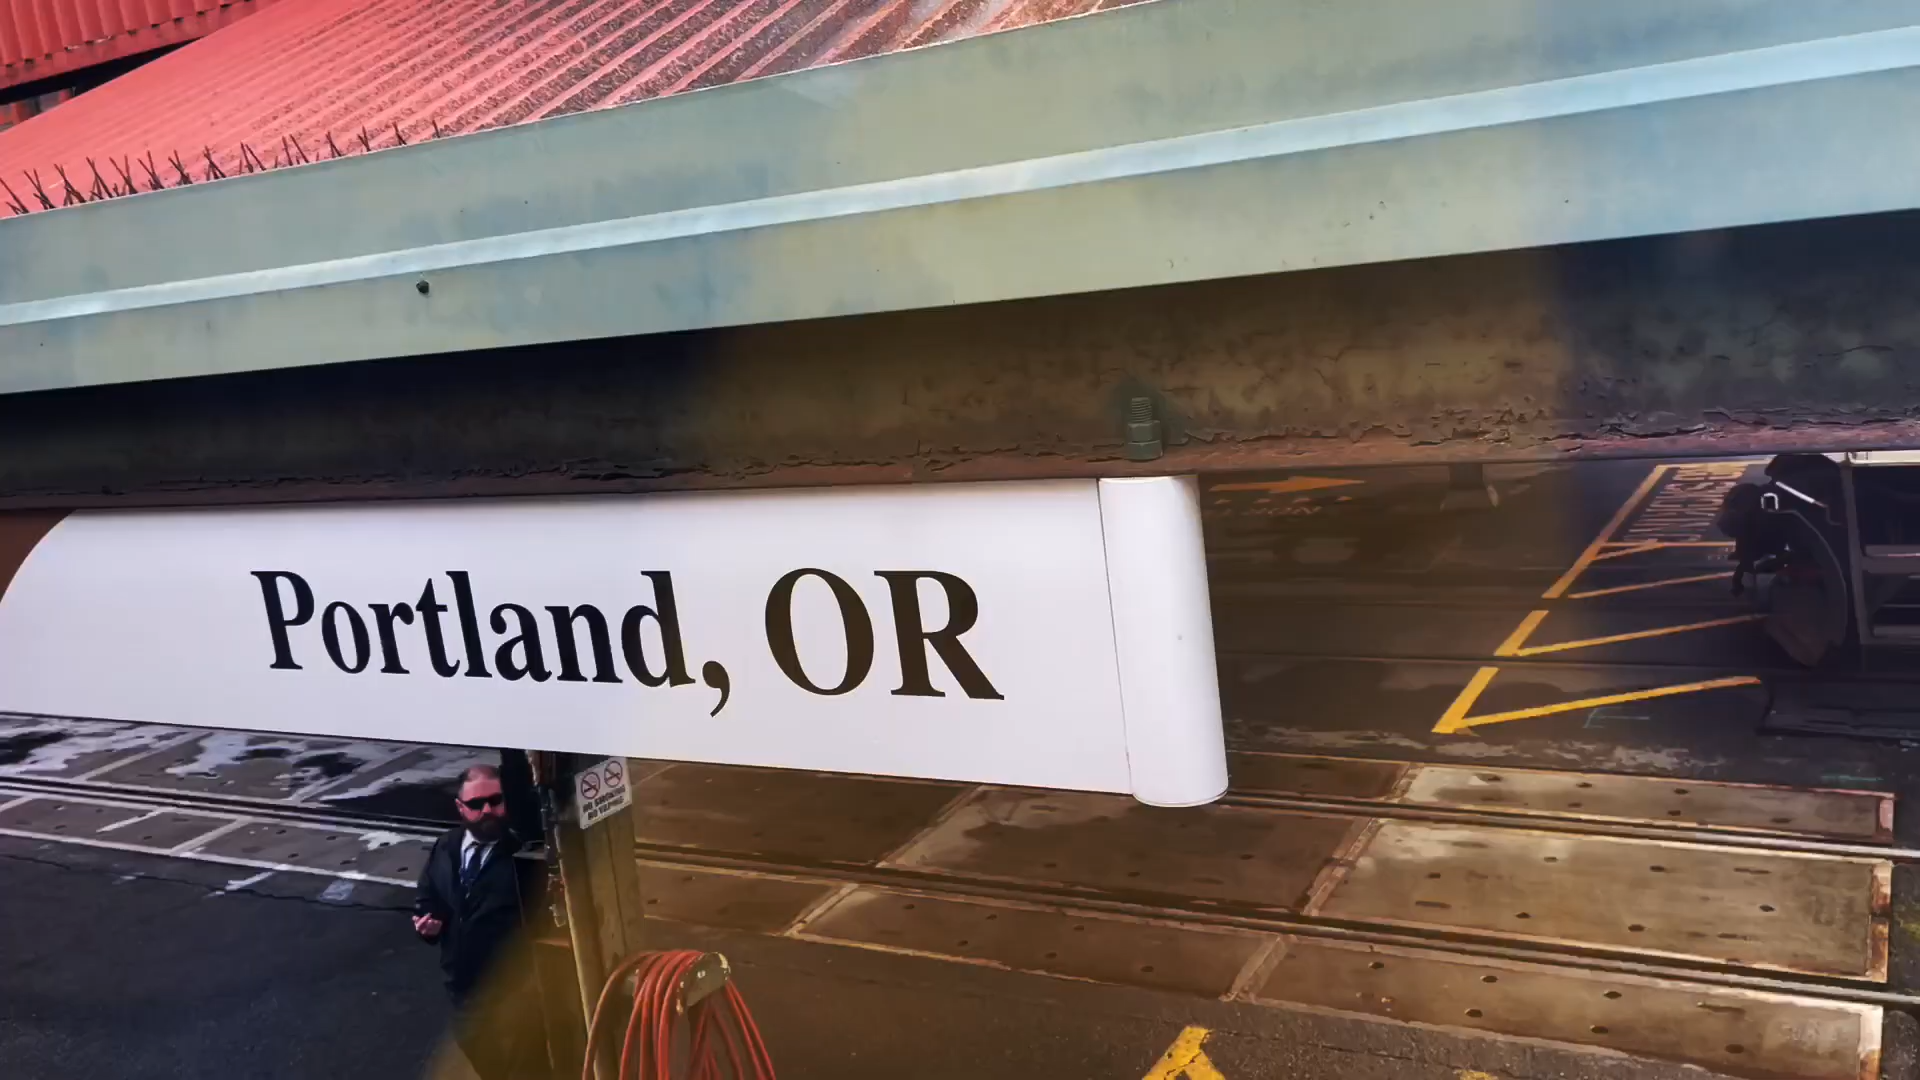 Portland, OR
NO SMOKING
NO VAPING